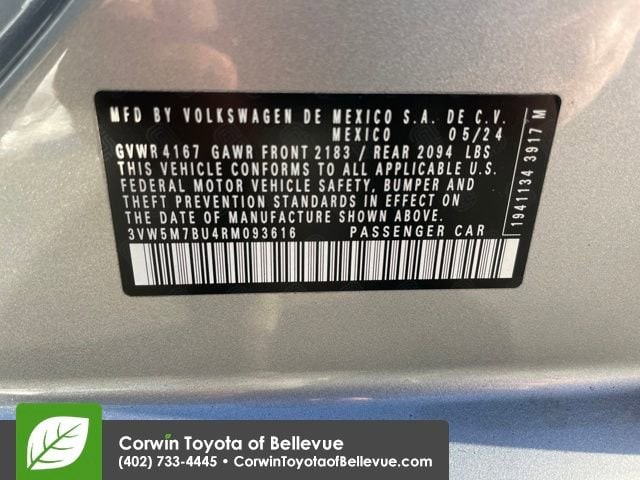 MFD BY VOLKSWAGEN DE MEXICO S.A. DE C.V.
MEXICO 05/24
GVWR 4167 GAWR FRONT 2183 / REAR 2094 LBS
THIS VEHICLE CONFORMS TO ALL APPLICABLE U.S.
FEDERAL MOTOR VEHICLE SAFETY, BUMPER AND
THEFT PREVENTION STANDARDS IN EFFECT ON
THE DATE OF MANUFACTURE SHOWN ABOVE.
3VW5M7BU4RM093616 PASSENGER CAR
1941134 3917 M
Corwin Toyota of Bellevue
(402) 733-4445 • CorwinToyotaofBellevue.com